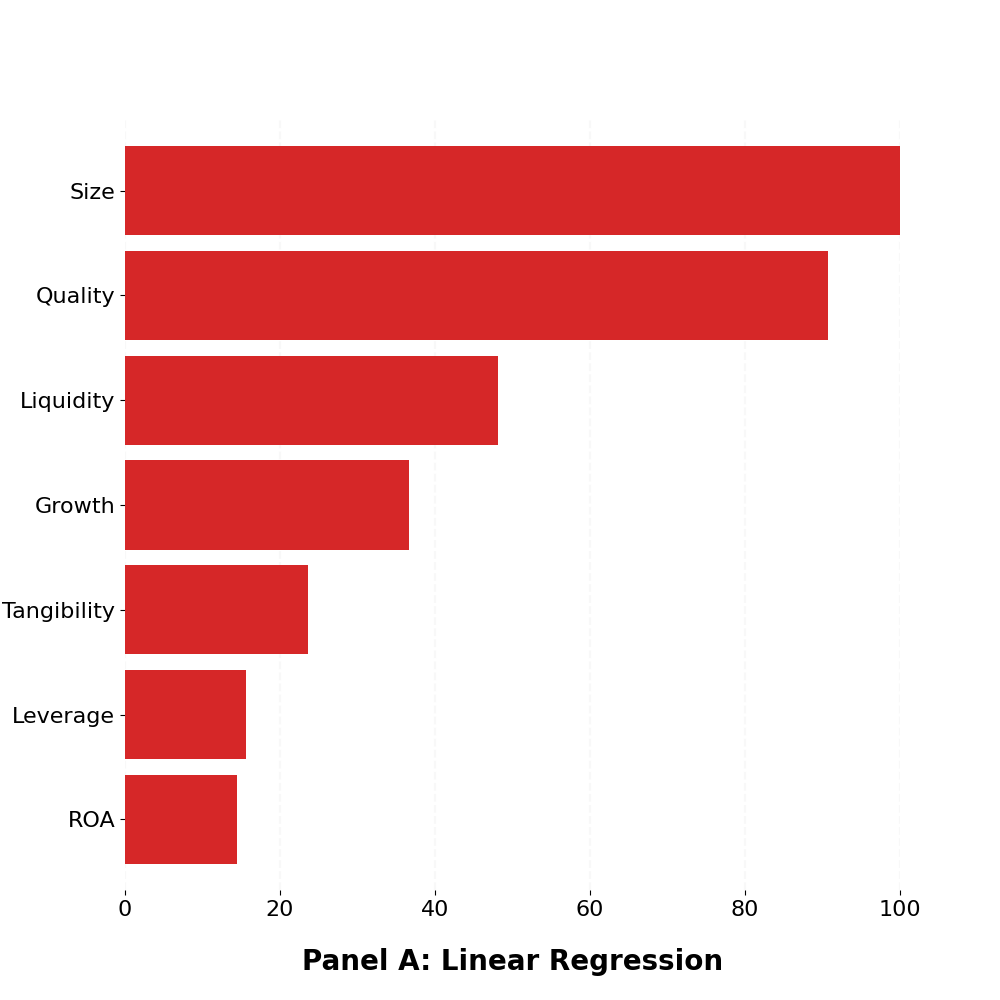 Size
Quality
Liquidity
Growth
Tangibility
Leverage
ROA
0 20 40 60 80 100
Panel A: Linear Regression